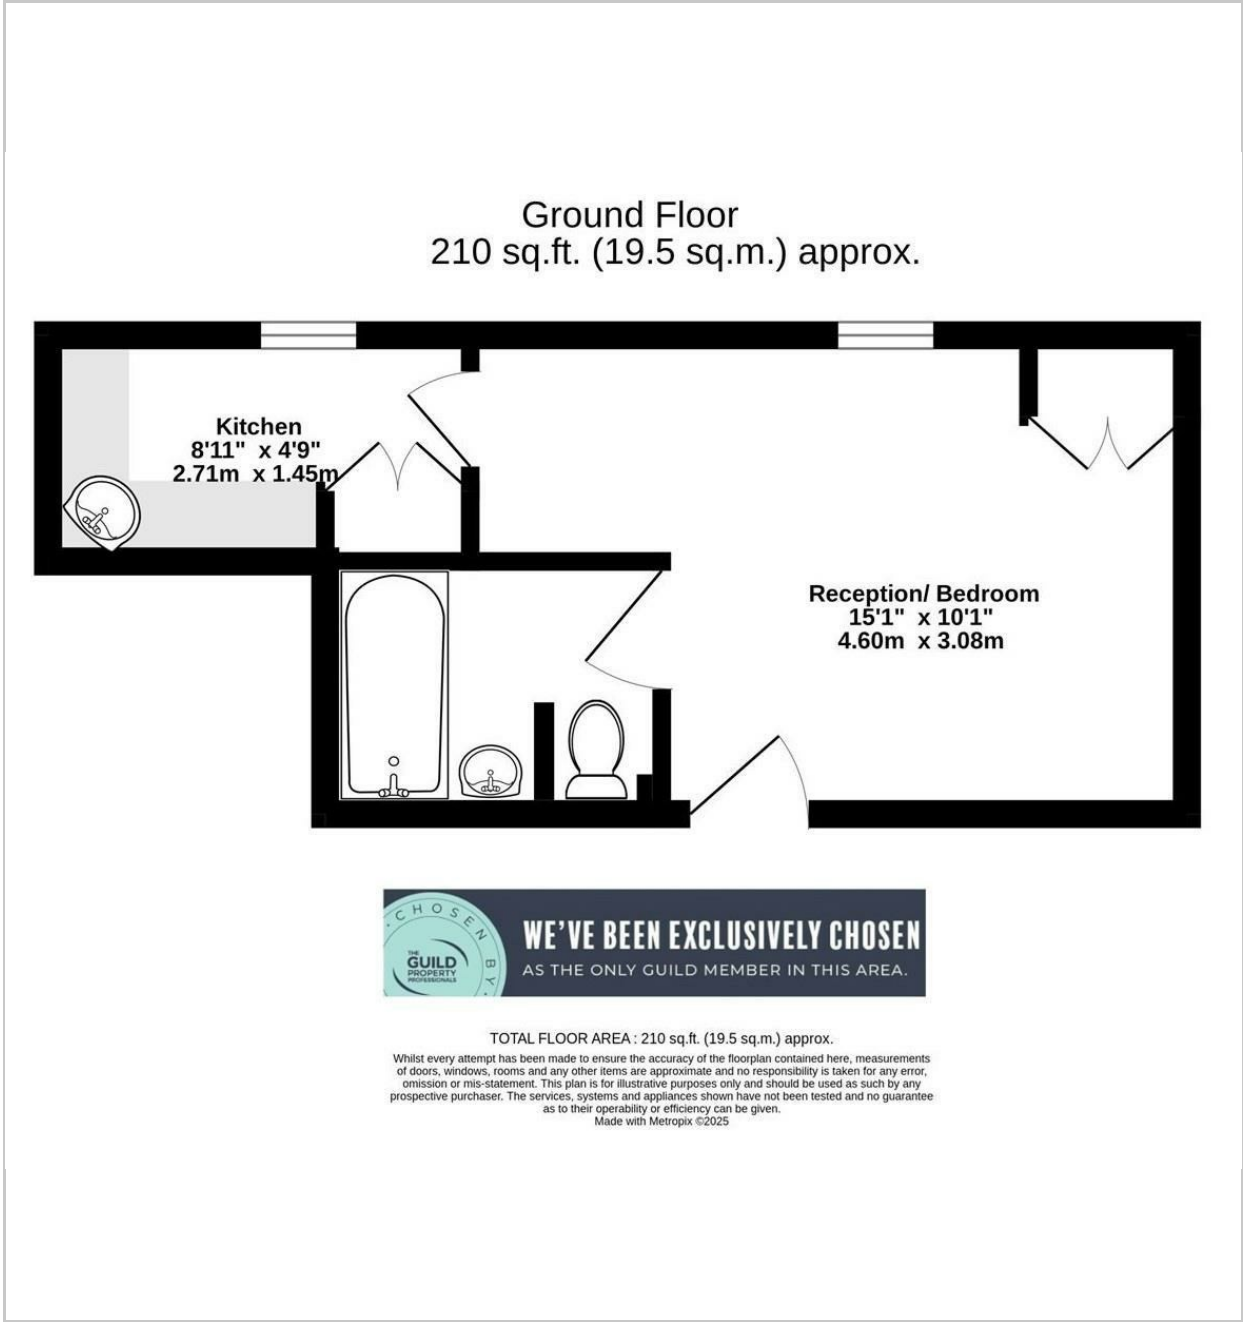 Ground Floor
210 sq.ft. (19.5 sq.m.) approx.
Kitchen
8'11" x 4'9"
2.71m x 1.45m
Reception/ Bedroom
15'1" x 10'1"
4.60m x 3.08m
· CHOSEN BY ·
THE
GUILD
PROPERTY
PROFESSIONALS
WE'VE BEEN EXCLUSIVELY CHOSEN
AS THE ONLY GUILD MEMBER IN THIS AREA.
TOTAL FLOOR AREA : 210 sq.ft. (19.5 sq.m.) approx.
Whilst every attempt has been made to ensure the accuracy of the floorplan contained here, measurements
of doors, windows, rooms and any other items are approximate and no responsibility is taken for any error,
omission or mis-statement. This plan is for illustrative purposes only and should be used as such by any
prospective purchaser. The services, systems and appliances shown have not been tested and no guarantee
as to their operability or efficiency can be given.
Made with Metropix ©2025